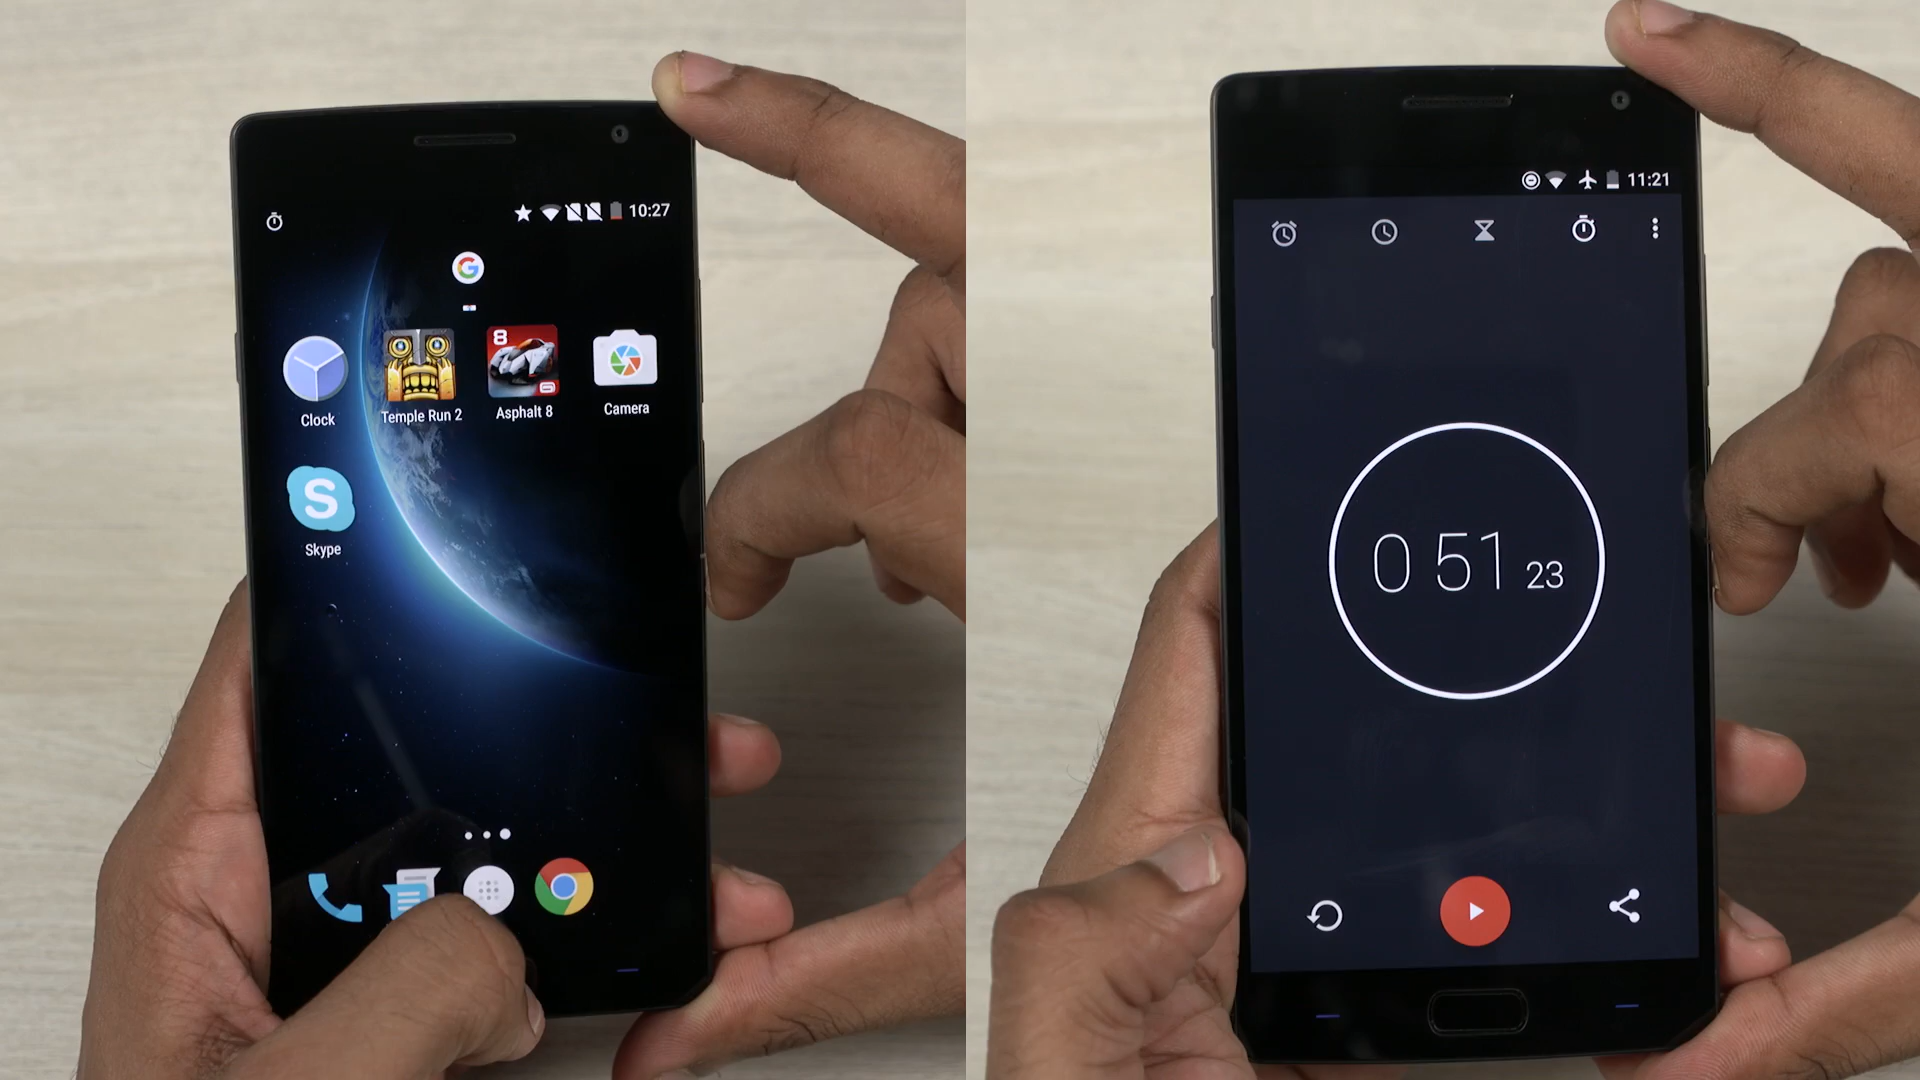 10:27
G
8
Clock
Temple Run 2
Asphalt 8
Camera
S
Skype
11:21
0 51 23